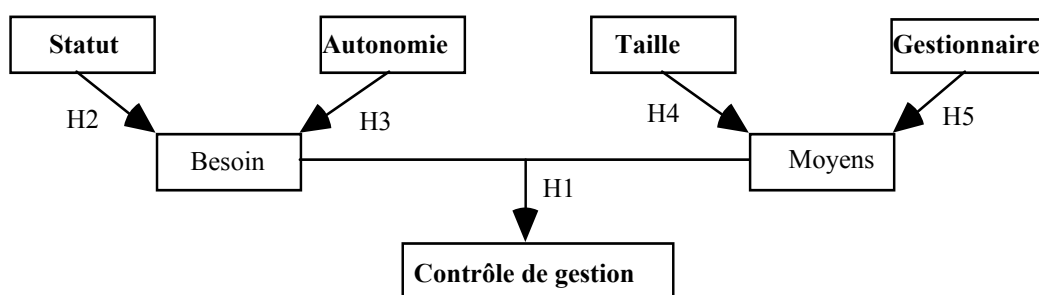 Statut Autonomie Taille Gestionnaire
H2 H3 H4 H5
Besoin Moyens
H1
Contrôle de gestion